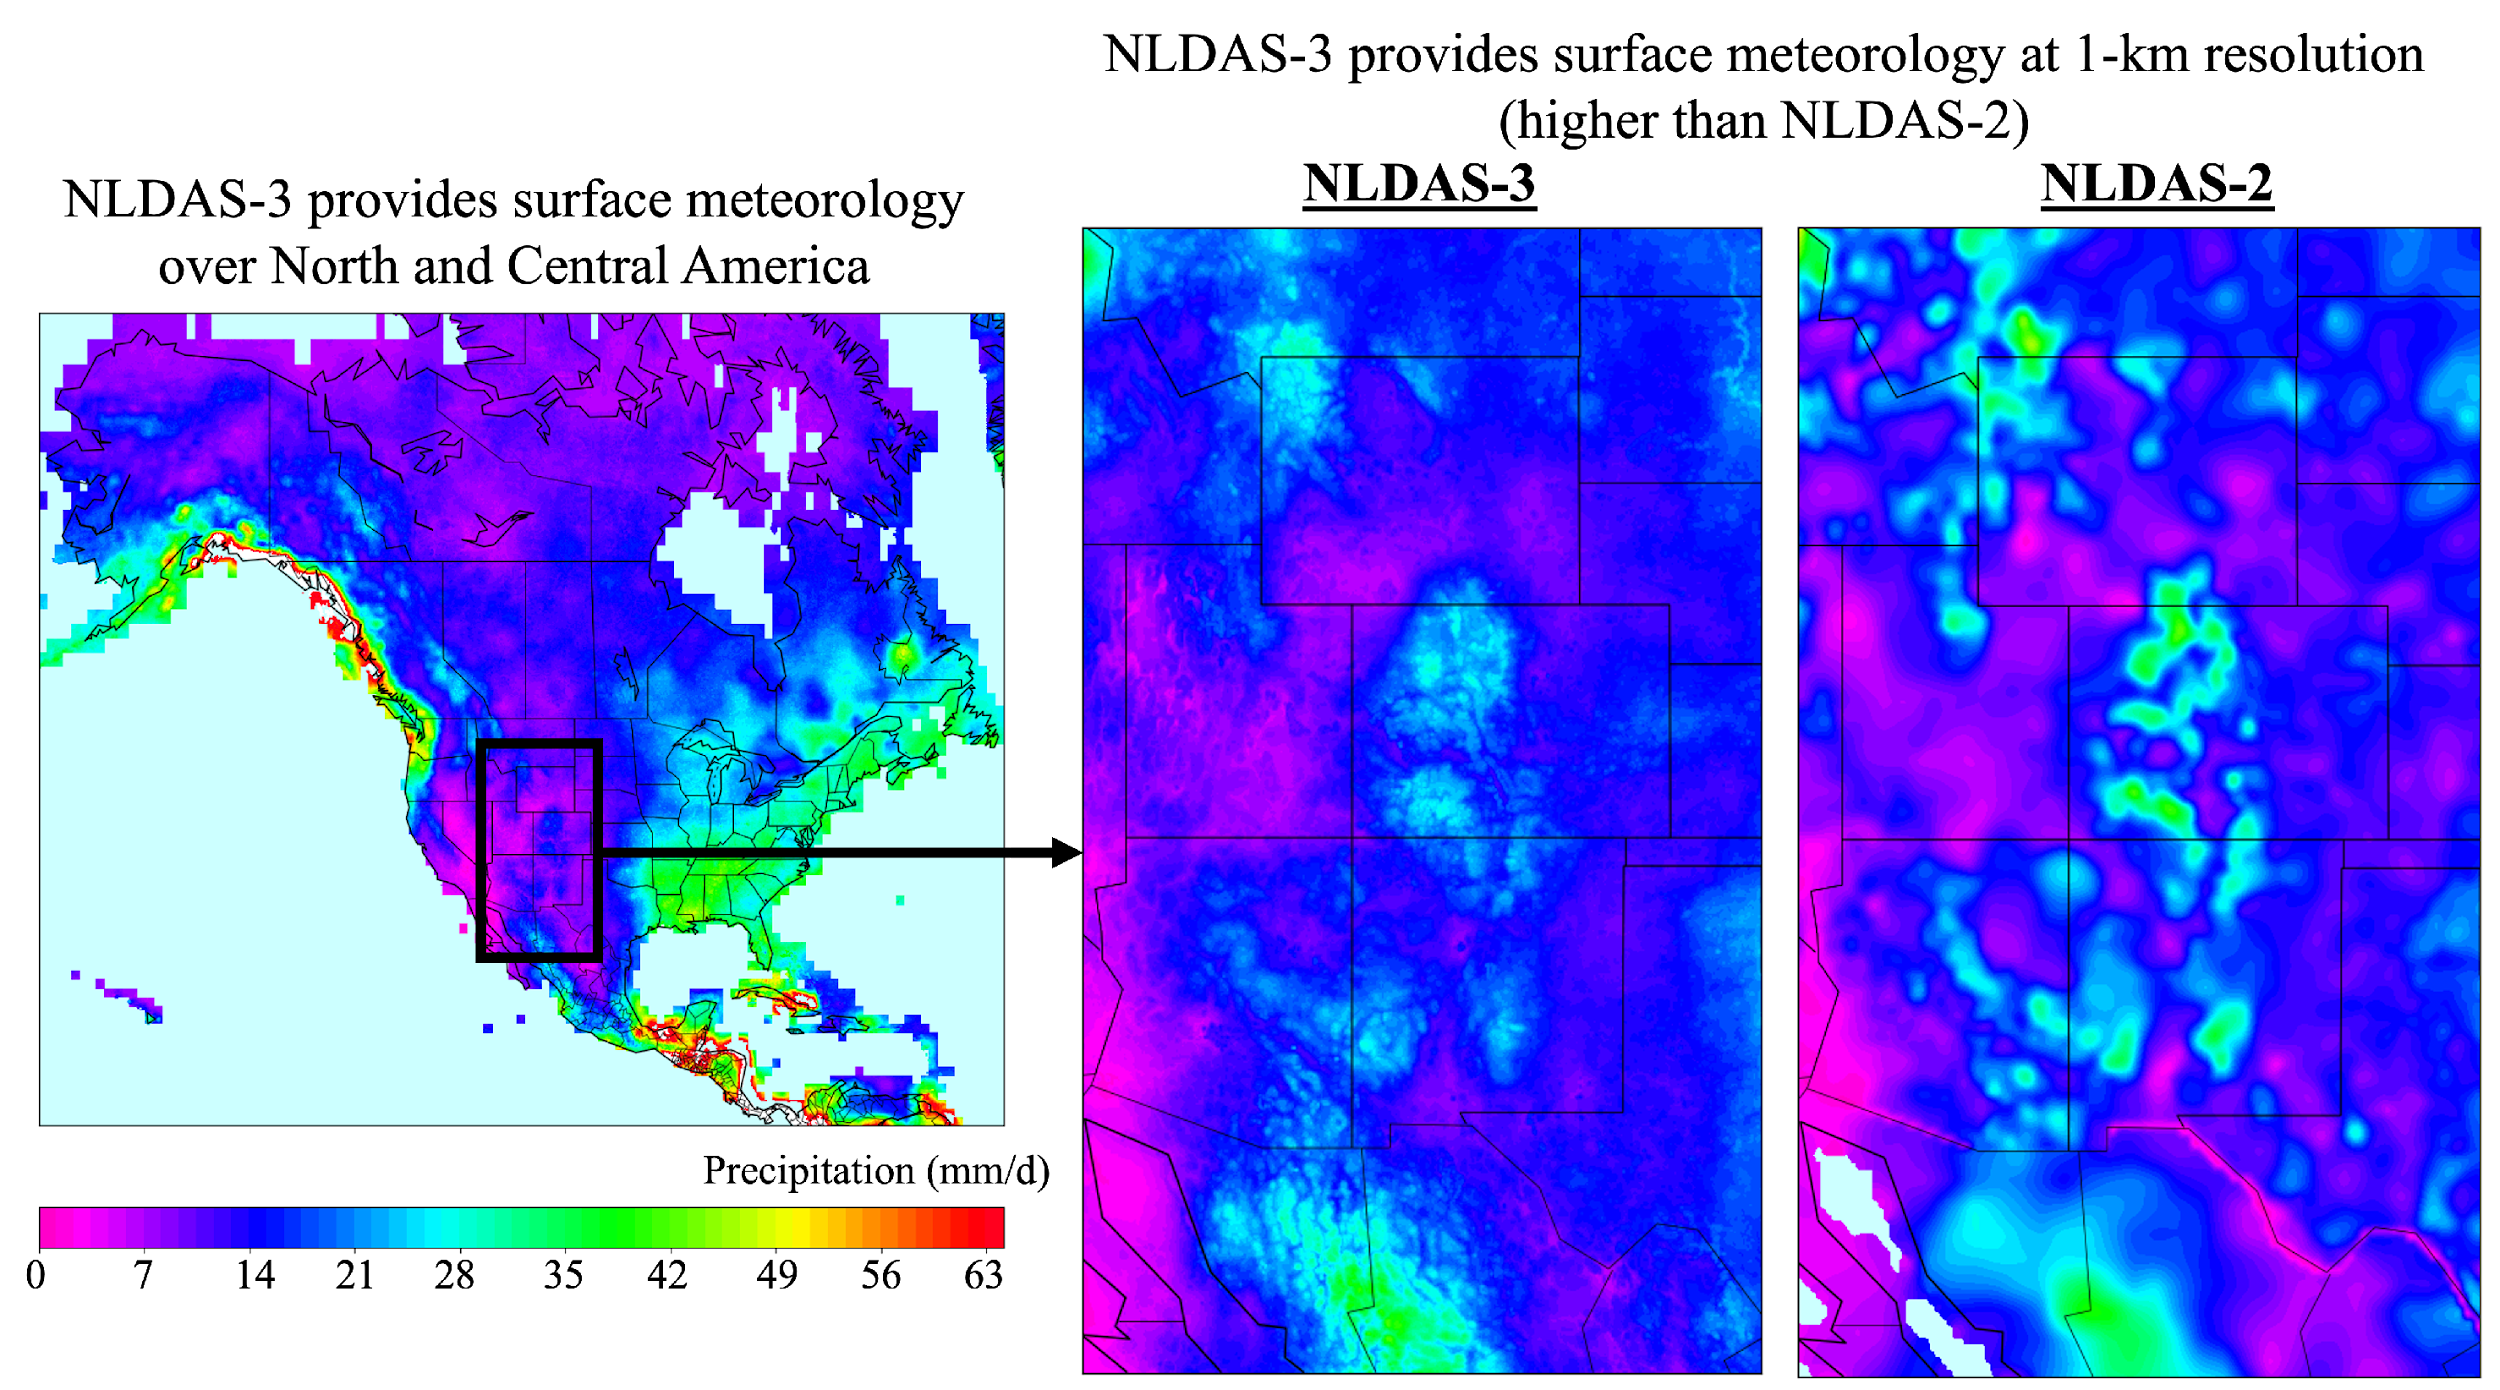 NLDAS-3 provides surface meteorology at 1-km resolution
(higher than NLDAS-2)
NLDAS-3 provides surface meteorology
over North and Central America
NLDAS-3
NLDAS-2
Precipitation (mm/d)
0 7 14 21 28 35 42 49 56 63